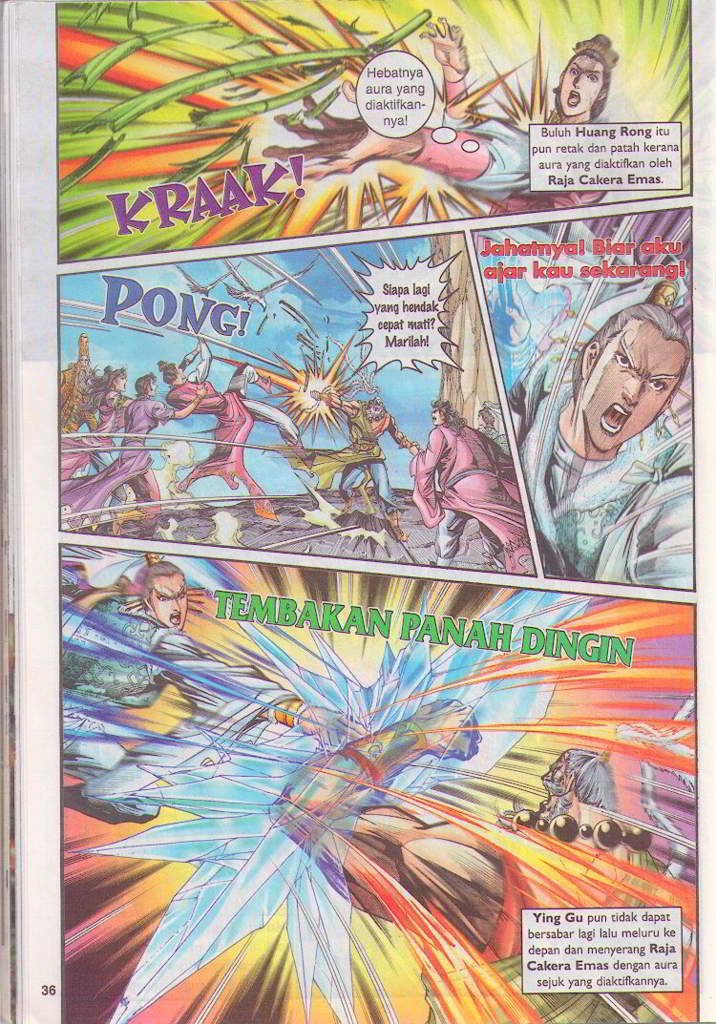 Hebatnya
aura yang
diaktifkan-
nya!
Buluh Huang Rong itu
pun retak dan patah kerana
aura yang diaktifkan oleh
Raja Cakera Emas.
KRAAK!
PONG!
Siapa lagi
yang hendak
cepat mati?
Marilah!
Jahatnya! Biar aku
ajar kau sekarang!
TEMBAKAN PANAH DINGIN
Ying Gu pun tidak dapat
bersabar lagi lalu meluru ke
depan dan menyerang Raja
Cakera Emas dengan aura
sejuk yang diaktifkannya.
36